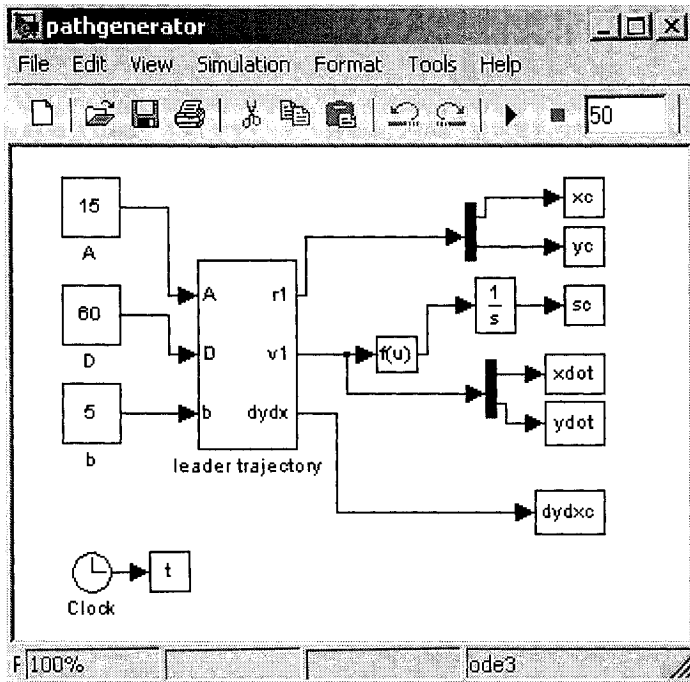 pathgenerator
File Edit View Simulation Format Tools Help
50
15
A
60
D
5
b
A r1
D v1
b dydx
leader trajectory
xc
yc
f(u)
1
s
sc
xdot
ydot
dydxc
t
Clock
F 100% ode3